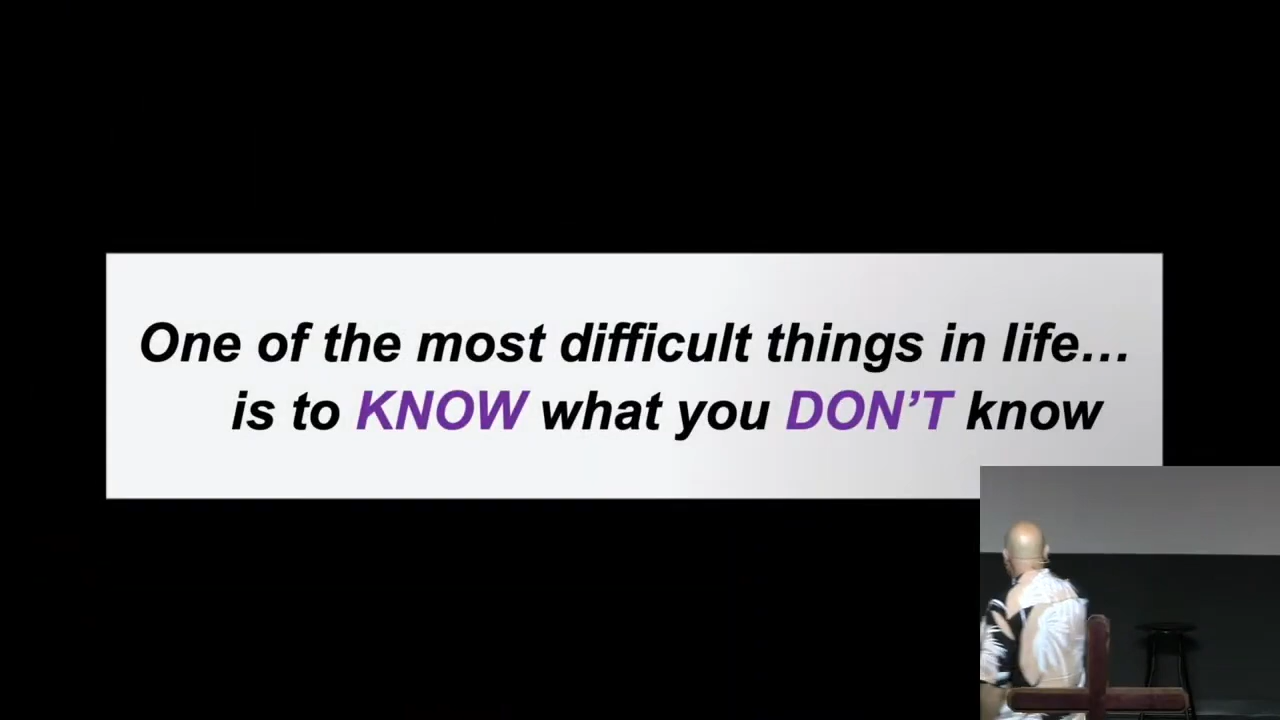 One of the most difficult things in life…
is to KNOW what you DON’T know